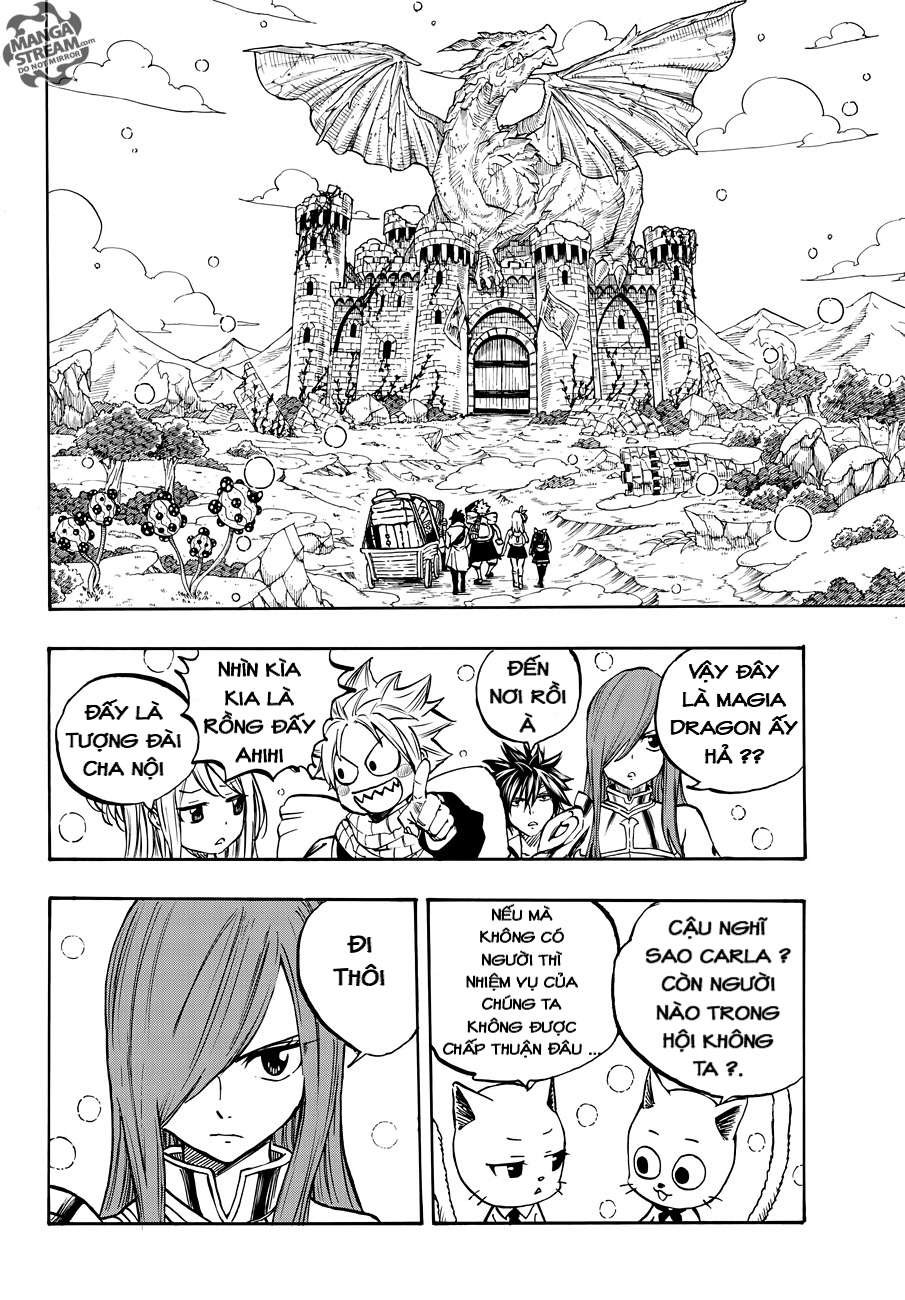 MANGA
STREAM.COM
DO NOT MIRROR!
VẬY ĐÂY
LÀ MAGIA
DRAGON ẤY
HẢ ??
ĐẾN
NƠI RỒI
À
NHÌN KÌA
KIA LÀ
RỒNG ĐẤY
AHIHI
ĐẤY LÀ
TƯỢNG ĐÀI
CHA NỘI
CẬU NGHĨ
SAO CARLA ?
CÒN NGƯỜI
NÀO TRONG
HỘI KHÔNG
TA ?.
NẾU MÀ
KHÔNG CÓ
NGƯỜI THÌ
NHIỆM VỤ CỦA
CHÚNG TA
KHÔNG ĐƯỢC
CHẤP THUẬN ĐÂU ...
ĐI
THÔI